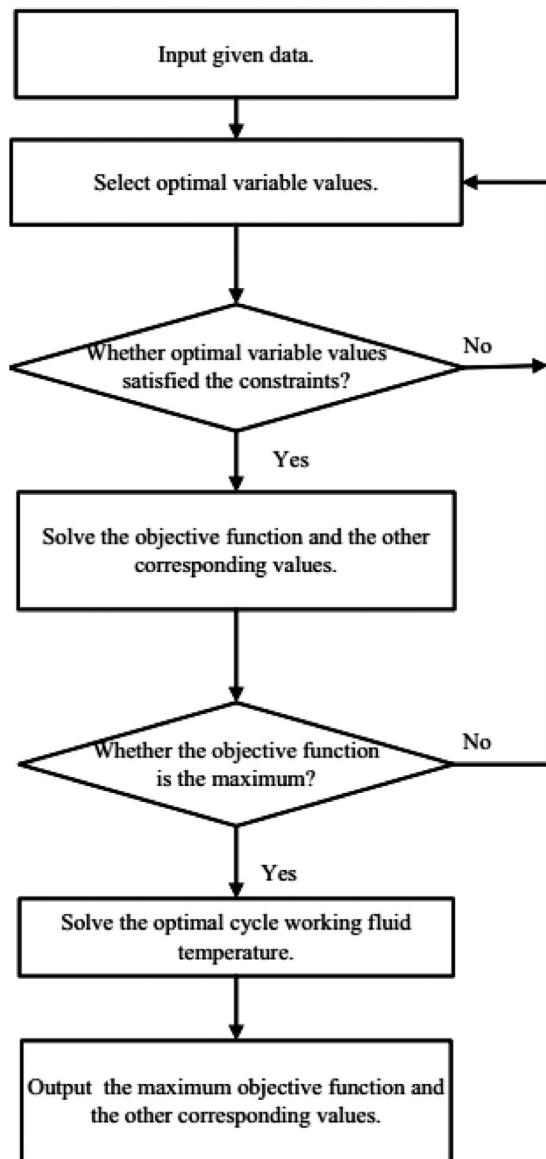 Input given data.
Select optimal variable values.
Whether optimal variable values
satisfied the constraints?
No
Yes
Solve the objective function and the other
corresponding values.
Whether the objective function
is the maximum?
No
Yes
Solve the optimal cycle working fluid
temperature.
Output the maximum objective function and
the other corresponding values.